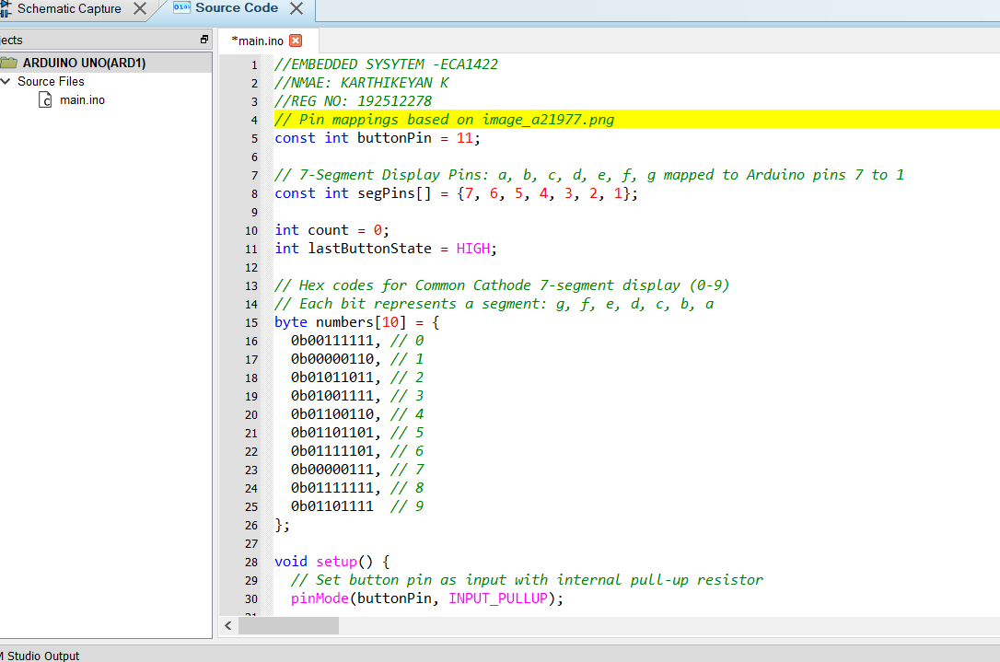 Schematic Capture
Source Code
jects
*main.ino
ARDUINO UNO(ARD1)
Source Files
main.ino
1 //EMBEDDED SYSYTEM -ECA1422
2 //NMAE: KARTHIKEYAN K
3 //REG NO: 192512278
4 // Pin mappings based on image_a21977.png
5 const int buttonPin = 11;
6
7 // 7-Segment Display Pins: a, b, c, d, e, f, g mapped to Arduino pins 7 to 1
8 const int segPins[] = {7, 6, 5, 4, 3, 2, 1};
9
10 int count = 0;
11 int lastButtonState = HIGH;
12
13 // Hex codes for Common Cathode 7-segment display (0-9)
14 // Each bit represents a segment: g, f, e, d, c, b, a
15 byte numbers[10] = {
16 0b00111111, // 0
17 0b00000110, // 1
18 0b01011011, // 2
19 0b01001111, // 3
20 0b01100110, // 4
21 0b01101101, // 5
22 0b01111101, // 6
23 0b00000111, // 7
24 0b01111111, // 8
25 0b01101111 // 9
26 };
27
28 void setup() {
29 // Set button pin as input with internal pull-up resistor
30 pinMode(buttonPin, INPUT_PULLUP);
M Studio Output